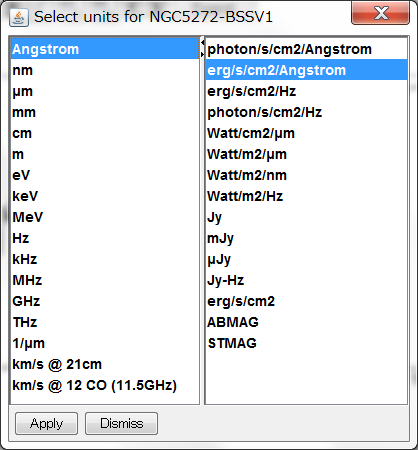 Select units for NGC5272-BSSV1
Angstrom
nm
µm
mm
cm
m
eV
keV
MeV
Hz
kHz
MHz
GHz
THz
1/µm
km/s @ 21cm
km/s @ 12 CO (11.5GHz)
photon/s/cm2/Angstrom
erg/s/cm2/Angstrom
erg/s/cm2/Hz
photon/s/cm2/Hz
Watt/cm2/µm
Watt/m2/µm
Watt/m2/nm
Watt/m2/Hz
Jy
mJy
µJy
Jy-Hz
erg/s/cm2
ABMAG
STMAG
Apply
Dismiss